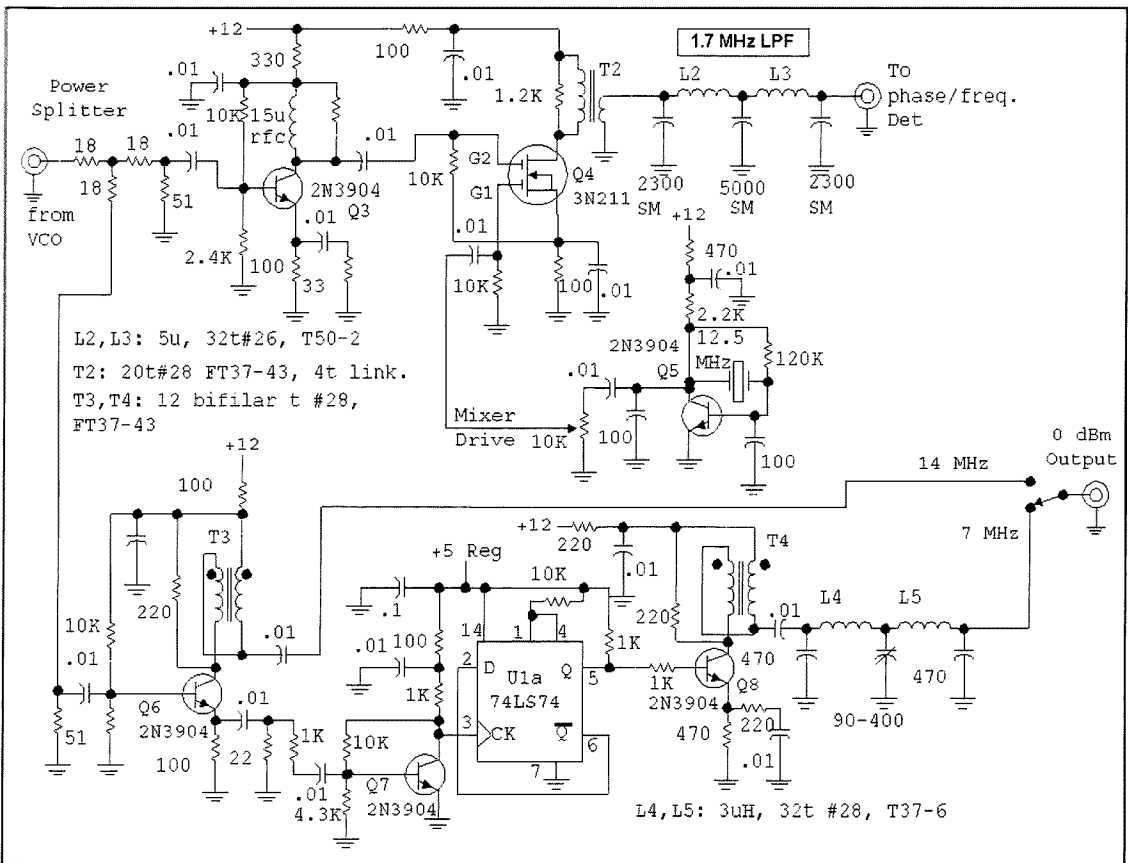 +12
330
100
.01
.01
10K
15u
rfc
Power
Splitter
.01
18
18
18
51
from
VCO
2N3904
Q3
.01
2.4K
100
33
.01
10K
G2
G1
Q4
3N211
.01
10K
100
.01
1.2K
T2
1.7 MHz LPF
L2
L3
To
phase/freq.
Det
2300
SM
5000
SM
2300
SM
+12
470
.01
2.2K
12.5
MHz
120K
2N3904
Q5
.01
Mixer
Drive
10K
100
100
L2,L3: 5u, 32t#26, T50-2
T2: 20t#28 FT37-43, 4t link.
T3,T4: 12 bifilar t #28,
FT37-43
0 dBm
Output
14 MHz
7 MHz
+12
100
T3
220
10K
.01
51
Q6
2N3904
100
.01
.01
22
1K
.01
4.3K
10K
Q7
2N3904
+5 Reg
.1
.01
100
1K
14
1
4
10K
2
D
Q
5
U1a
74LS74
3
CK
Q
6
7
1K
1K
+12
220
.01
220
T4
2N3904
Q8
470
220
.01
470
.01
L4
L5
90-400
470
L4,L5: 3uH, 32t #28, T37-6